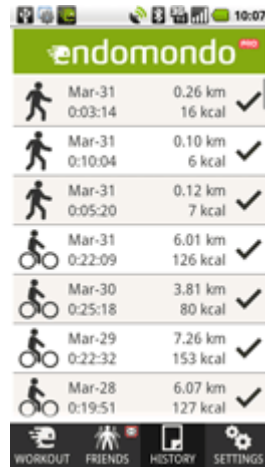 10:07
endomondo PRO
Mar-31 0.26 km
0:03:14 16 kcal
Mar-31 0.10 km
0:10:04 6 kcal
Mar-31 0.12 km
0:05:20 7 kcal
Mar-31 6.01 km
0:22:09 126 kcal
Mar-30 3.81 km
0:25:18 80 kcal
Mar-29 7.26 km
0:22:32 153 kcal
Mar-28 6.07 km
0:19:51 127 kcal
WORKOUT FRIENDS HISTORY SETTINGS